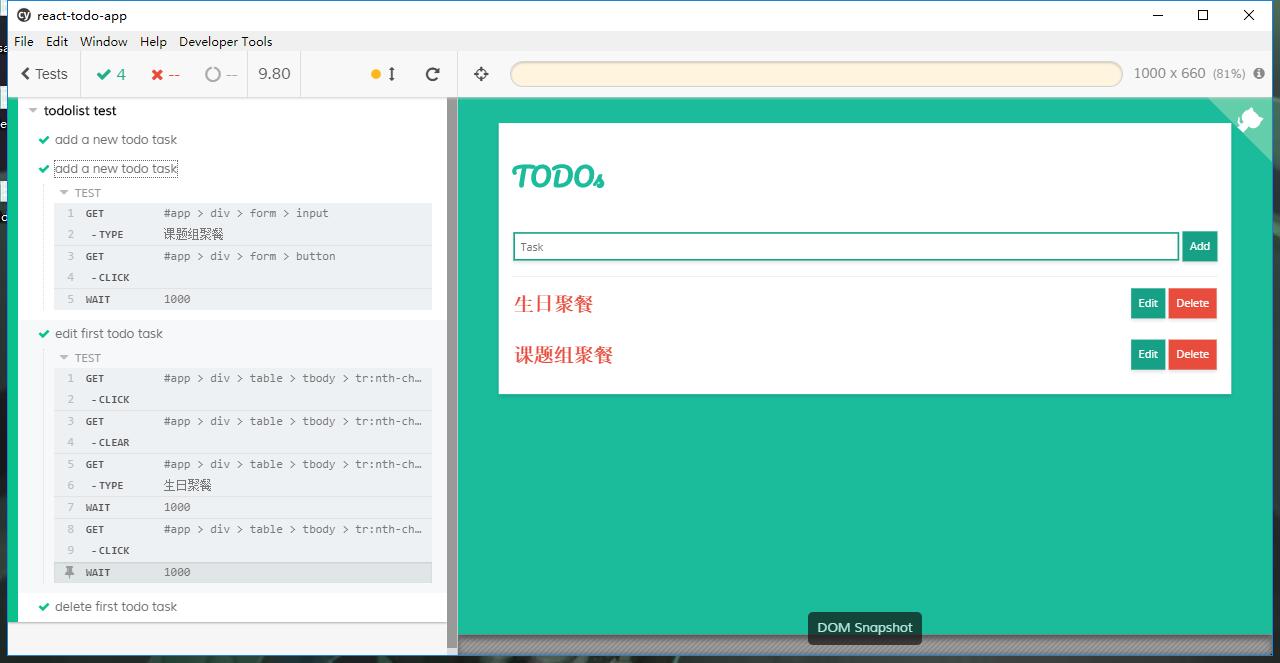 react-todo-app
File Edit Window Help Developer Tools
Tests 4 -- -- 9.80 1000 x 660 (81%)
todolist test
add a new todo task
add a new todo task
TEST
1 GET #app > div > form > input
2 - TYPE 课题组聚餐
3 GET #app > div > form > button
4 - CLICK
5 WAIT 1000
edit first todo task
TEST
1 GET #app > div > table > tbody > tr:nth-ch…
2 - CLICK
3 GET #app > div > table > tbody > tr:nth-ch…
4 - CLEAR
5 GET #app > div > table > tbody > tr:nth-ch…
6 - TYPE 生日聚餐
7 WAIT 1000
8 GET #app > div > table > tbody > tr:nth-ch…
9 - CLICK
WAIT 1000
delete first todo task
TODOs
Task Add
生日聚餐 Edit Delete
课题组聚餐 Edit Delete
DOM Snapshot